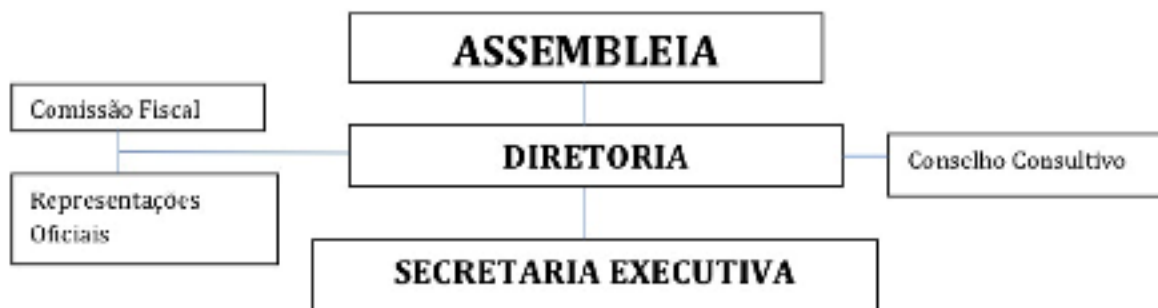 ASSEMBLEIA
Comissão Fiscal
DIRETORIA
Conselho Consultivo
Representações
Oficiais
SECRETARIA EXECUTIVA